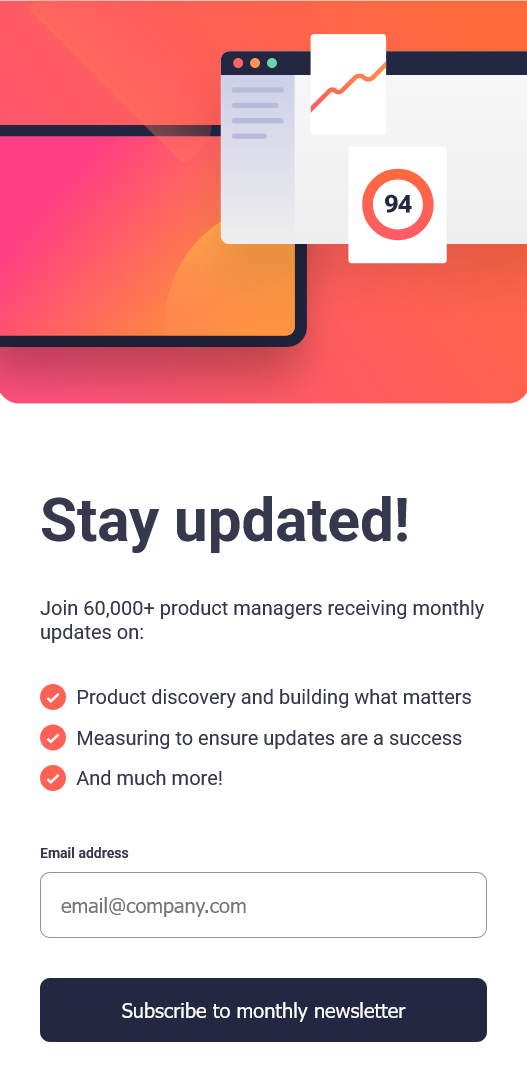 94
Stay updated!
Join 60,000+ product managers receiving monthly
updates on:
Product discovery and building what matters
Measuring to ensure updates are a success
And much more!
Email address
email@company.com
Subscribe to monthly newsletter